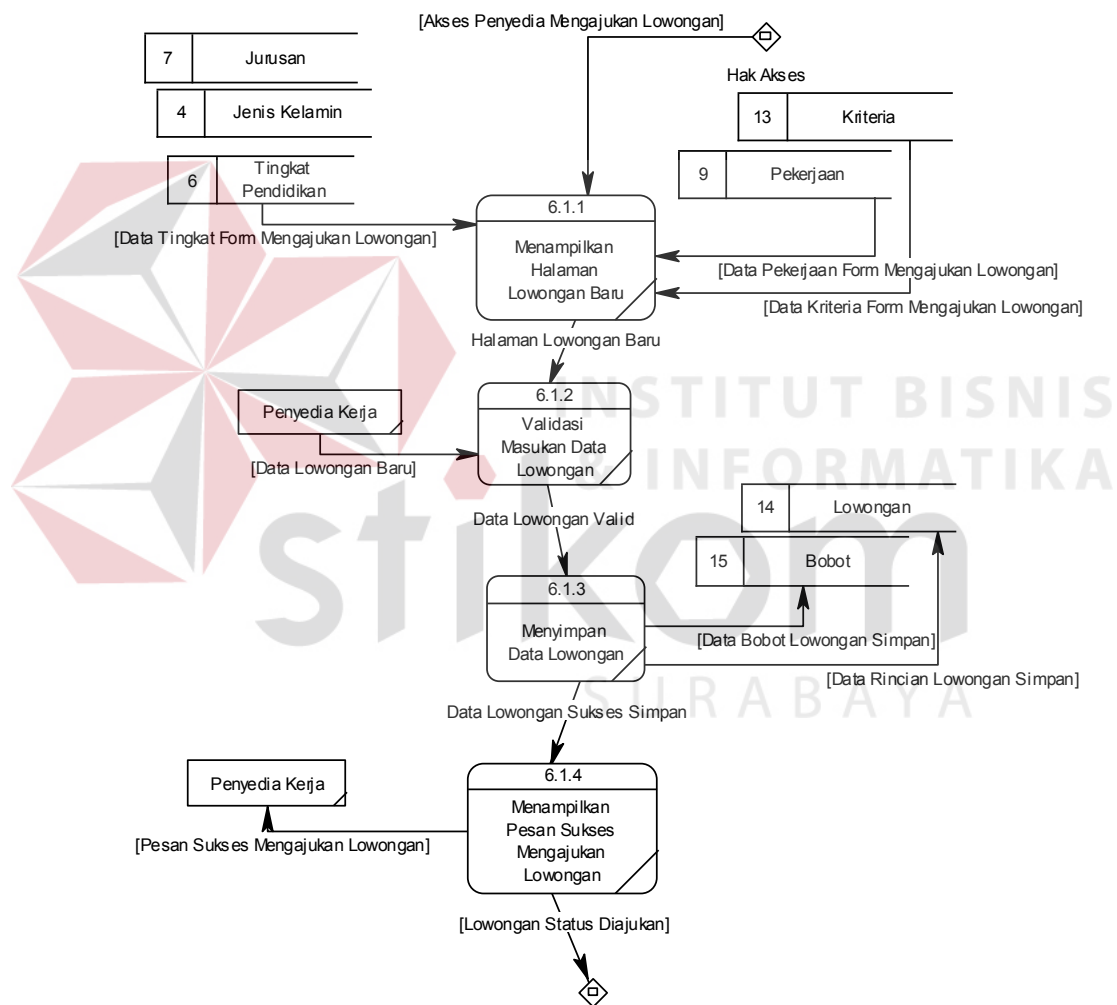 [Akses Penyedia Mengajukan Lowongan]
7 Jurusan
Hak Akses
4 Jenis Kelamin
13 Kriteria
6 Tingkat
Pendidikan
9 Pekerjaan
6.1.1
[Data Tingkat Form Mengajukan Lowongan]
Menampilkan
Halaman
Lowongan Baru
[Data Pekerjaan Form Mengajukan Lowongan]
[Data Kriteria Form Mengajukan Lowongan]
Halaman Lowongan Baru
6.1.2
Penyedia Kerja
Validasi
Masukan Data
Lowongan
[Data Lowongan Baru]
INSTITUT BISNIS
& INFORMATIKA
stikom
SURABAYA
14 Lowongan
Data Lowongan Valid
15 Bobot
6.1.3
Menyimpan
Data Lowongan
[Data Bobot Lowongan Simpan]
[Data Rincian Lowongan Simpan]
Data Lowongan Sukses Simpan
6.1.4
Penyedia Kerja
Menampilkan
Pesan Sukses
Mengajukan
Lowongan
[Pesan Sukses Mengajukan Lowongan]
[Lowongan Status Diajukan]